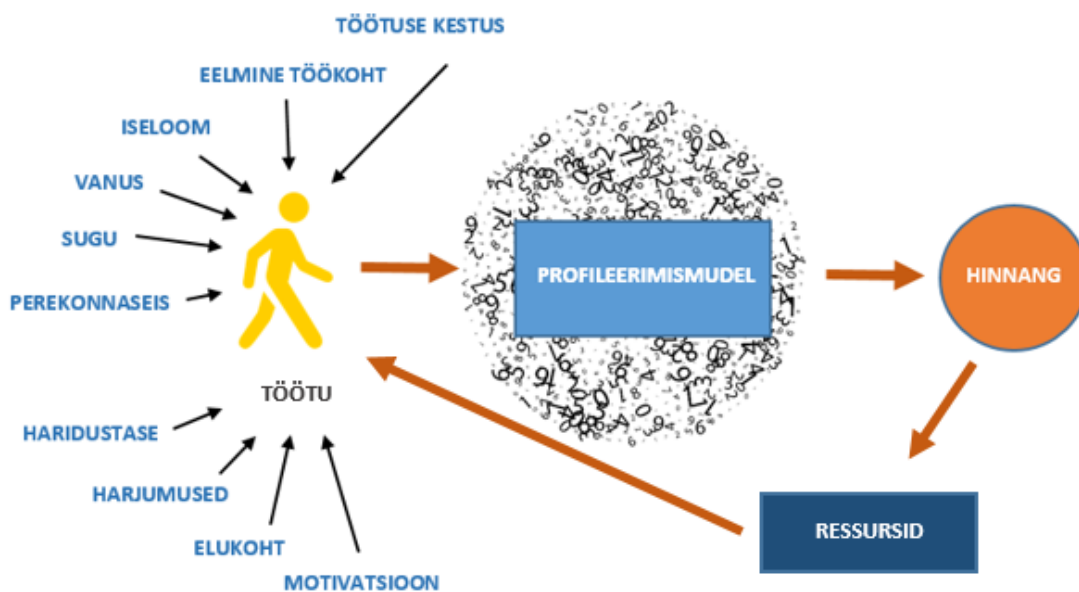 TÖÖTUSE KESTUS
EELMINE TÖÖKOHT
ISELOOM
VANUS
SUGU
PEREKONNASEIS
TÖÖTU
HARIDUSTASE
HARJUMUSED
ELUKOHT
MOTIVATSIOON
PROFILEERIMISMUDEL
HINNANG
RESSURSID